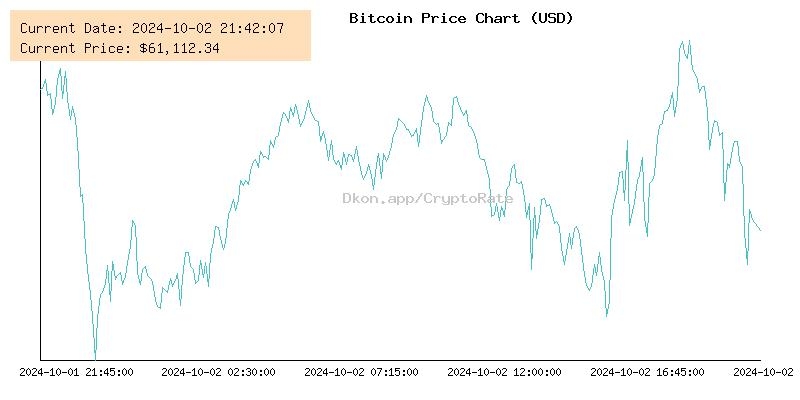 Bitcoin Price Chart (USD)
Current Date: 2024-10-02 21:42:07
Current Price: $61,112.34
Dkon.app/CryptoRate
2024-10-01 21:45:00
2024-10-02 02:30:00
2024-10-02 07:15:00
2024-10-02 12:00:00
2024-10-02 16:45:00
2024-10-02